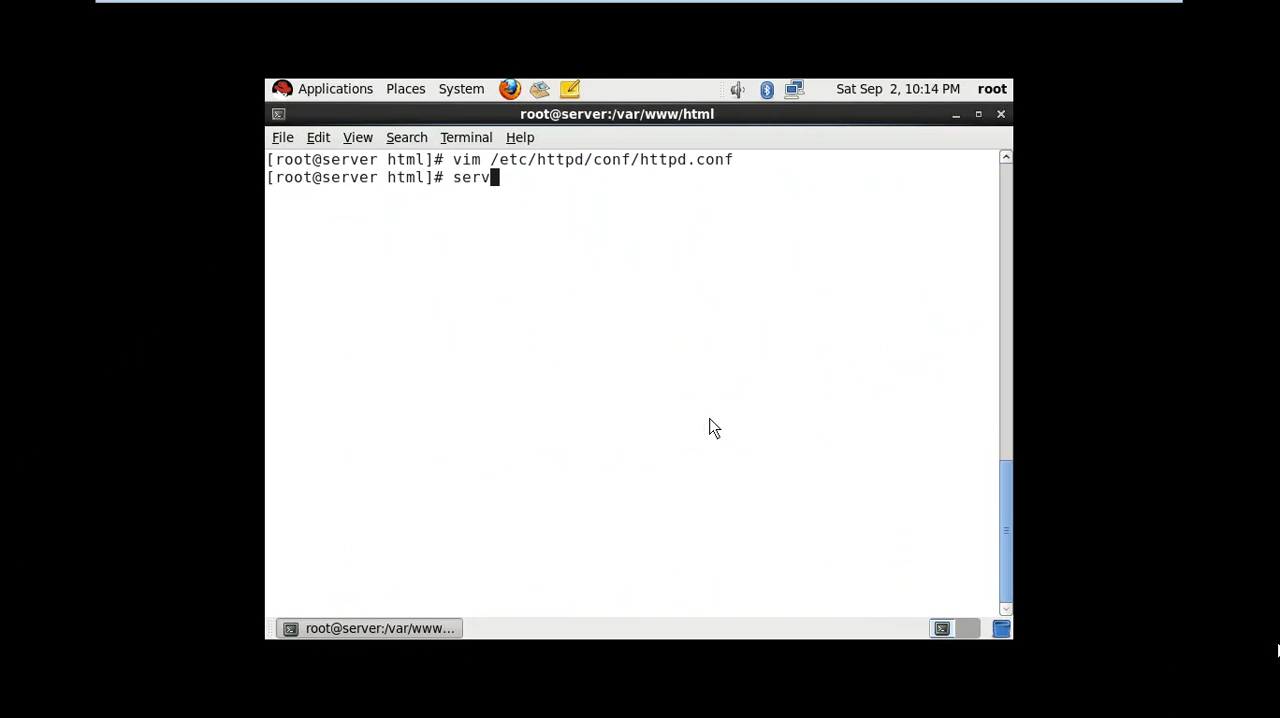 Applications Places System Sat Sep 2, 10:14 PM root
root@server:/var/www/html
File Edit View Search Terminal Help
[root@server html]# vim /etc/httpd/conf/httpd.conf
[root@server html]# serv
root@server:/var/www...